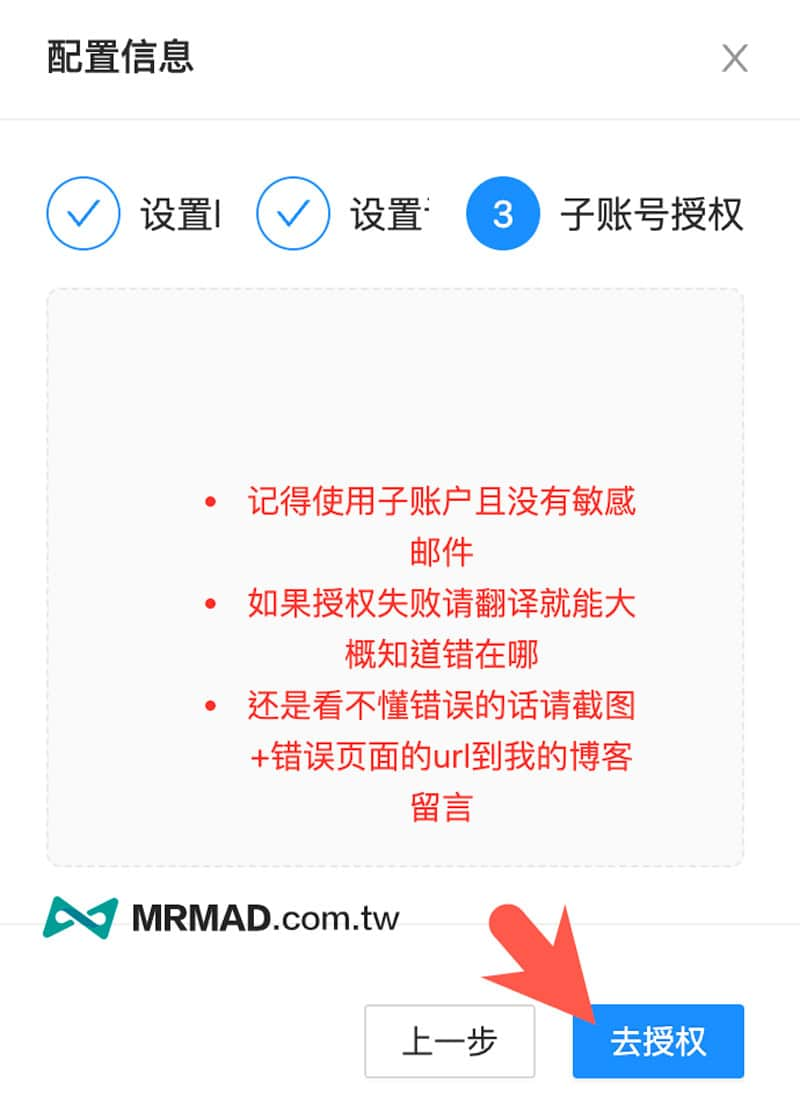 配置信息
设置
设置
3
子账号授权
记得使用子账户且没有敏感
邮件
如果授权失败请翻译就能大
概知道错在哪
还是看不懂错误的话请截图
+错误页面的url到我的博客
留言
MRMAD.com.tw
上一步
去授权